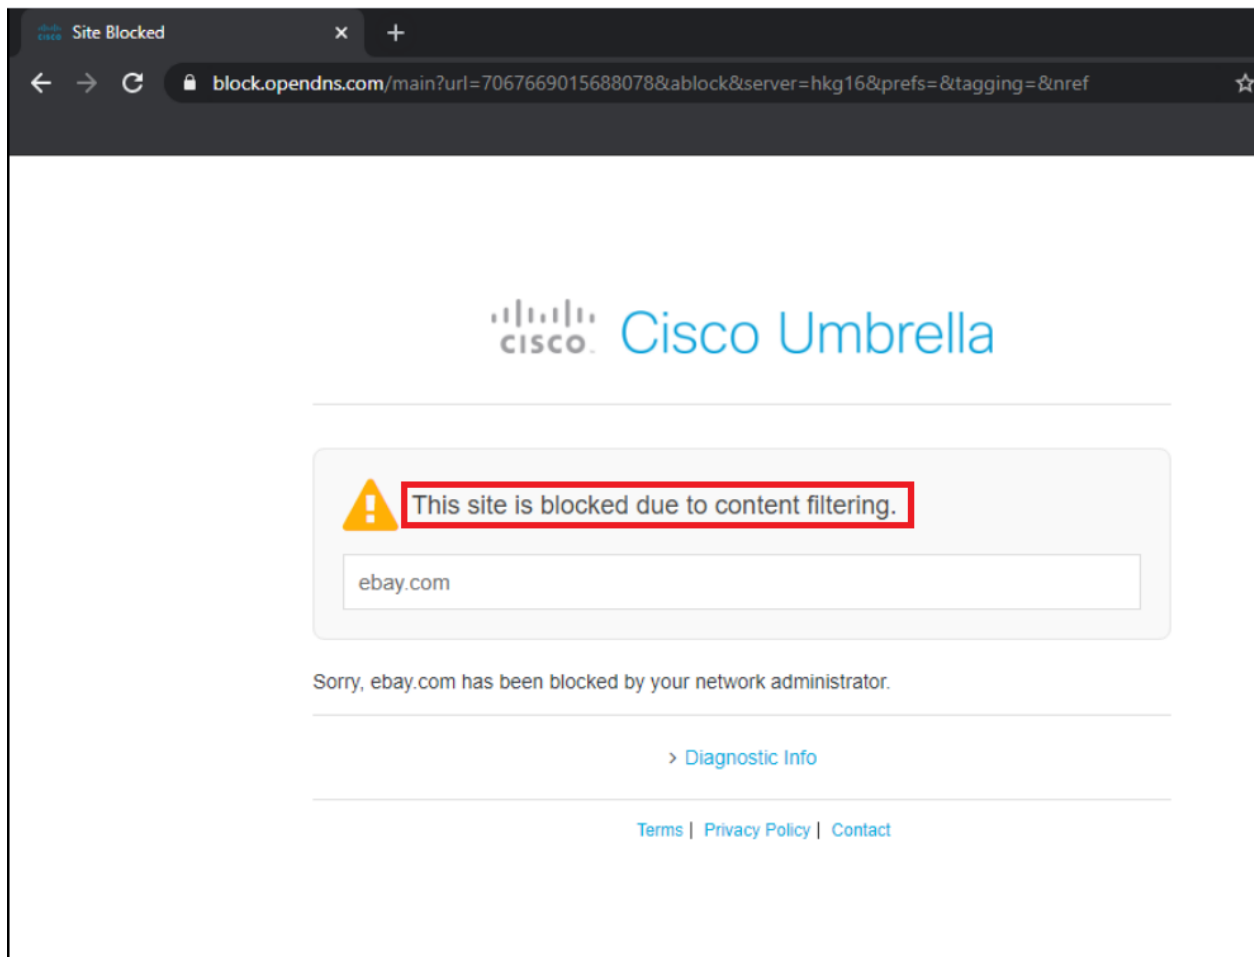 Site Blocked
block.opendns.com/main?url=7067669015688078&ablock&server=hkg16&prefs=&tagging=&nref
CISCO. Cisco Umbrella
This site is blocked due to content filtering.
ebay.com
Sorry, ebay.com has been blocked by your network administrator.
> Diagnostic Info
Terms | Privacy Policy | Contact